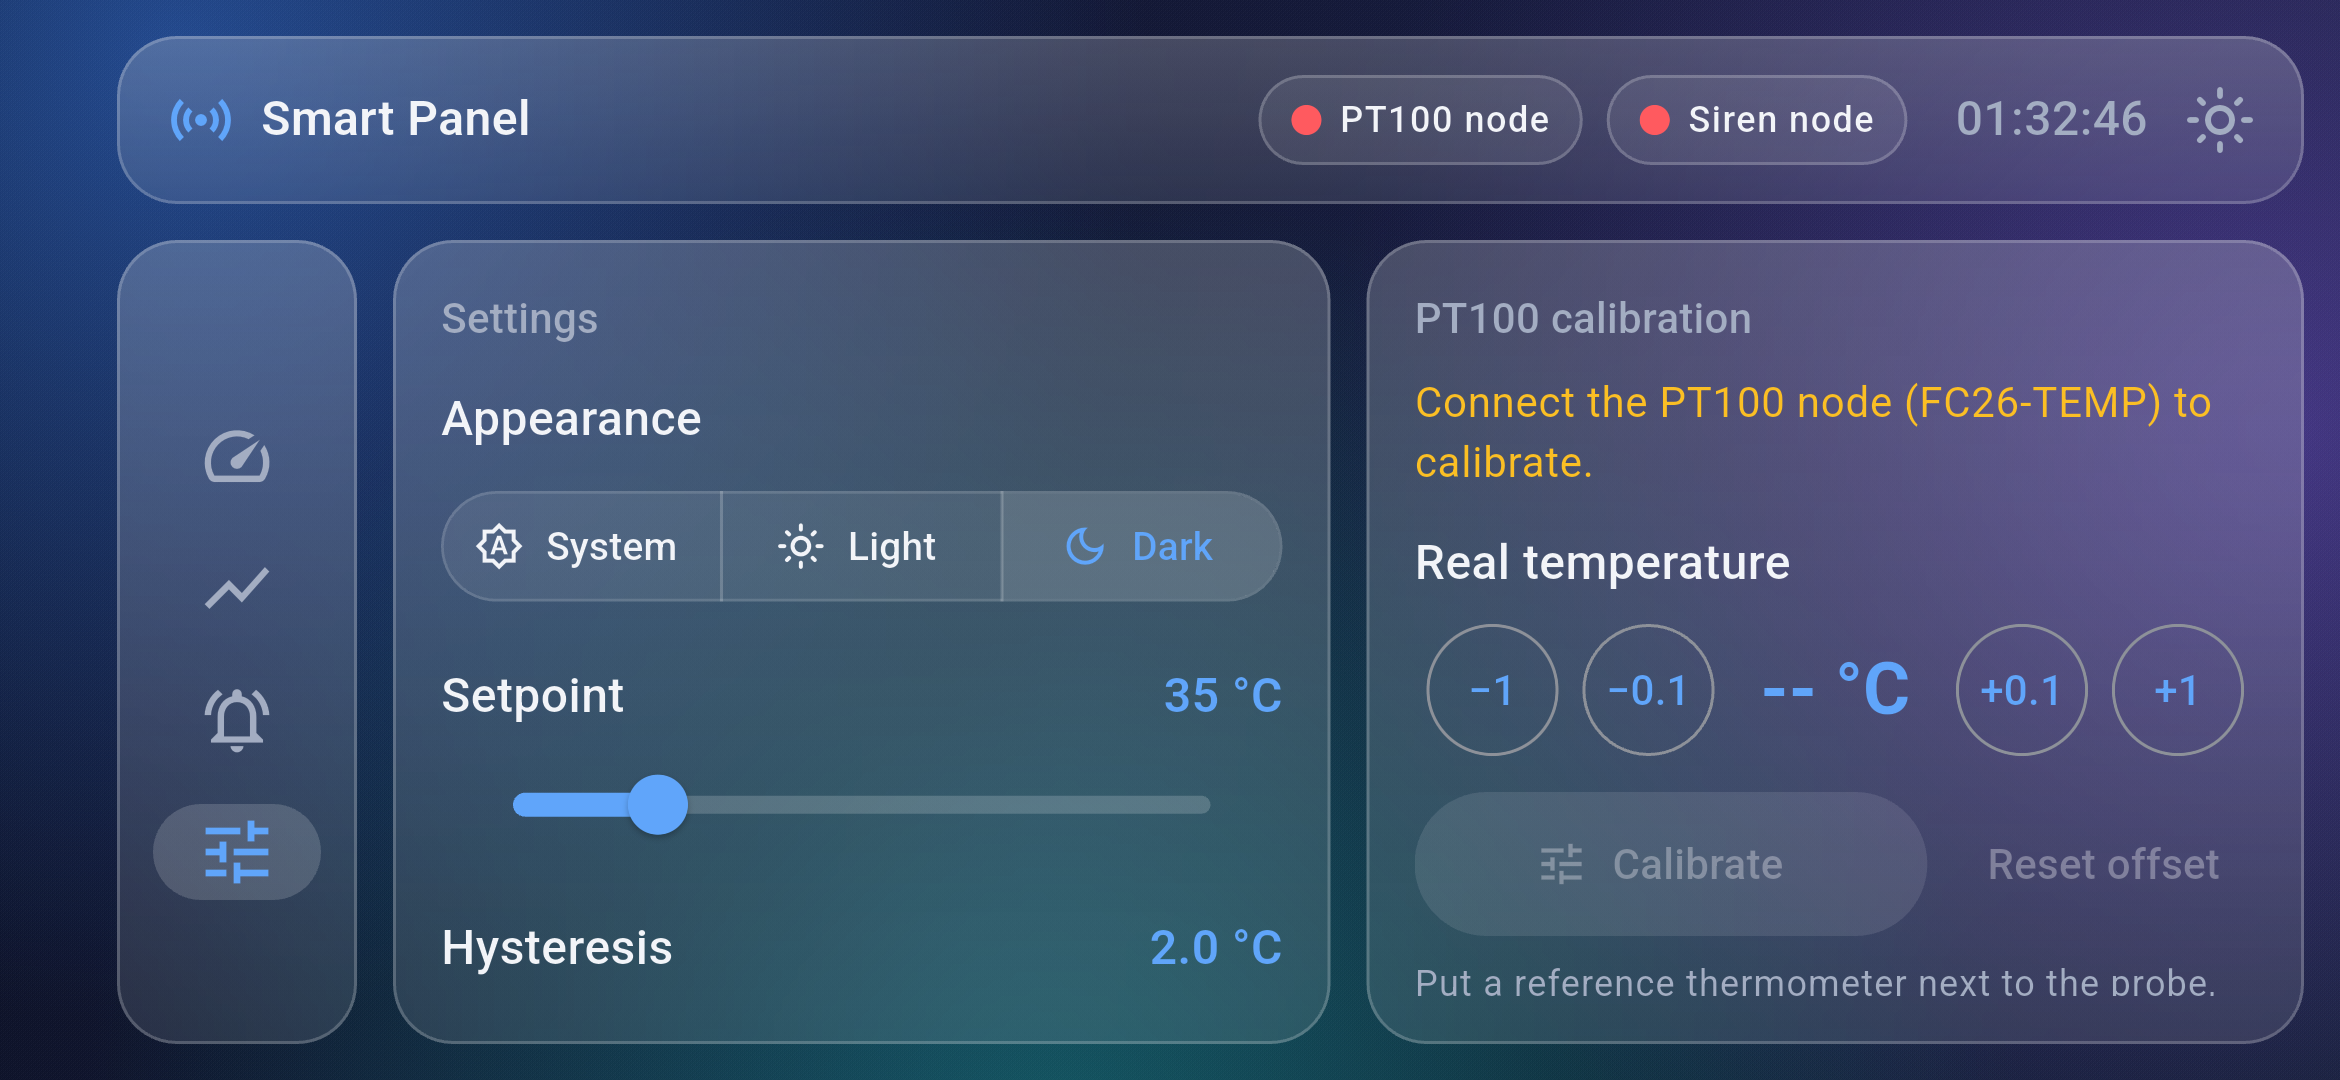 Smart Panel
PT100 node
Siren node
01:32:46
Settings
Appearance
System
Light
Dark
Setpoint
35 °C
Hysteresis
2.0 °C
PT100 calibration
Connect the PT100 node (FC26-TEMP) to
calibrate.
Real temperature
−1
−0.1
-- °C
+0.1
+1
Calibrate
Reset offset
Put a reference thermometer next to the probe.